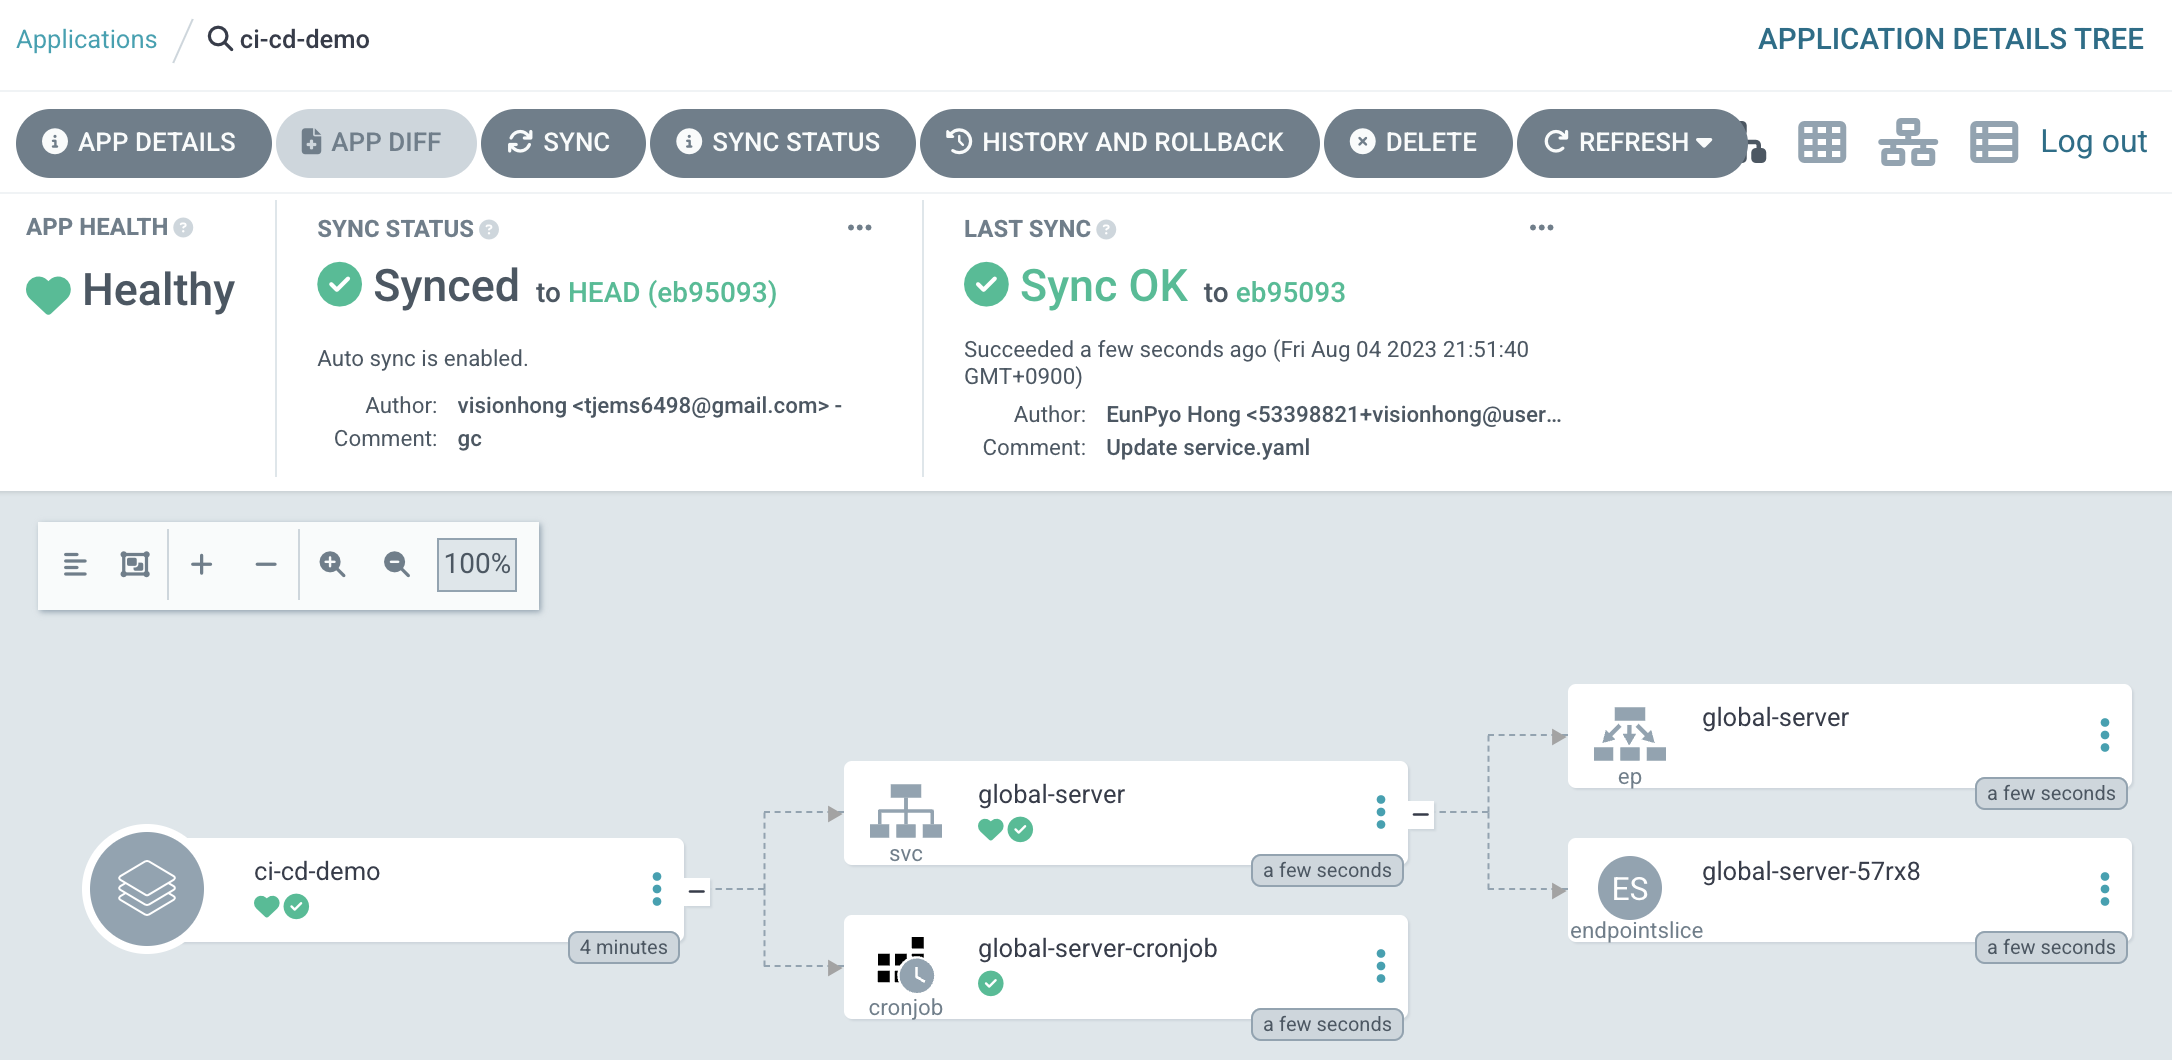 Applications / ci-cd-demo
APPLICATION DETAILS TREE
APP DETAILS
APP DIFF
SYNC
SYNC STATUS
HISTORY AND ROLLBACK
DELETE
REFRESH
Log out
APP HEALTH ?
Healthy
SYNC STATUS ?
Synced to HEAD (eb95093)
Auto sync is enabled.
Author: visionhong <tjems6498@gmail.com> -
Comment: gc
LAST SYNC ?
Sync OK to eb95093
Succeeded a few seconds ago (Fri Aug 04 2023 21:51:40
GMT+0900)
Author: EunPyo Hong <53398821+visionhong@user...
Comment: Update service.yaml
100%
ci-cd-demo
4 minutes
global-server
svc
a few seconds
global-server-cronjob
cronjob
a few seconds
global-server
ep
a few seconds
ES
global-server-57rx8
endpointslice
a few seconds